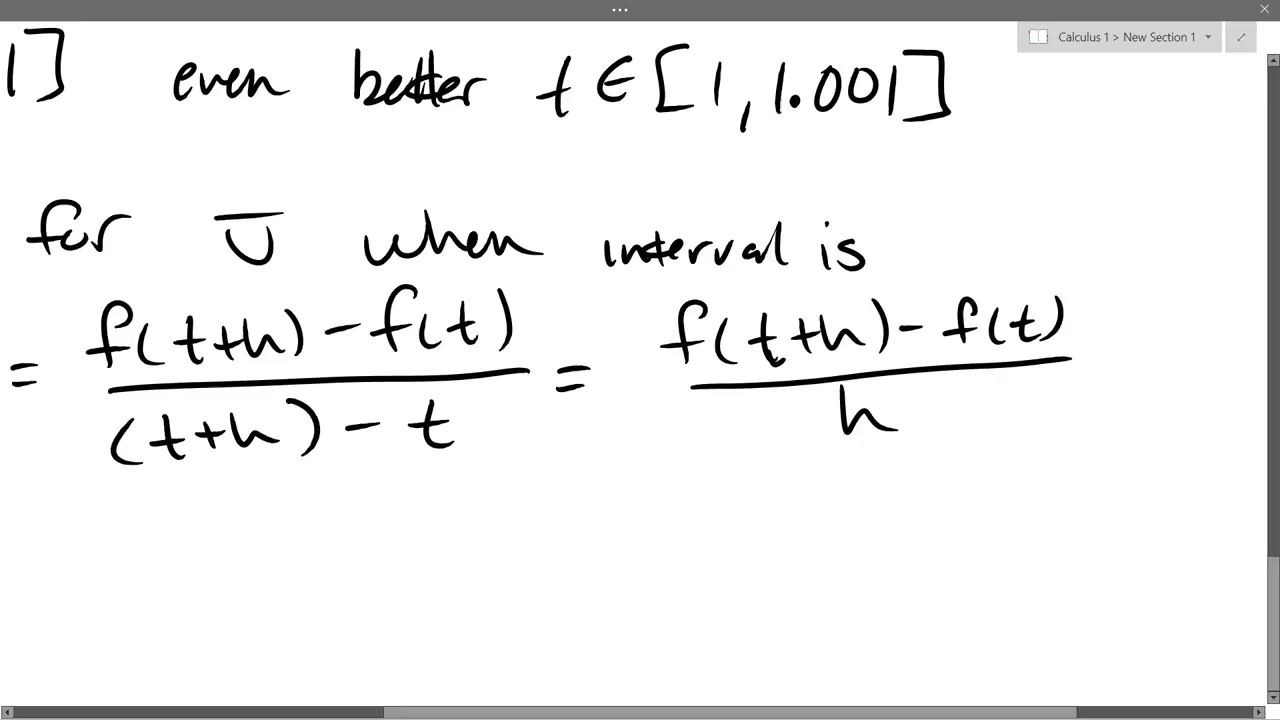 Calculus 1 > New Section 1
1] even better t ∈ [1, 1.001]
for v̅ when interval is
= f(t+h) - f(t) / (t+h) - t = f(t+h) - f(t) / h